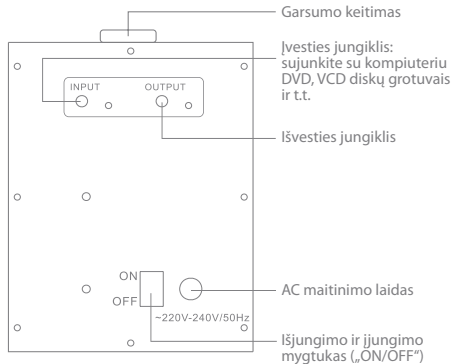 Garsumo keitimas
Įvesties jungiklis:
sujunkite su kompiuteriu
DVD, VCD diskų grotuvais
ir t.t.
INPUT
OUTPUT
Išvesties jungiklis
ON
OFF
AC maitinimo laidas
~220V-240V/50Hz
Išjungimo ir įjungimo
mygtukas („ON/OFF“)